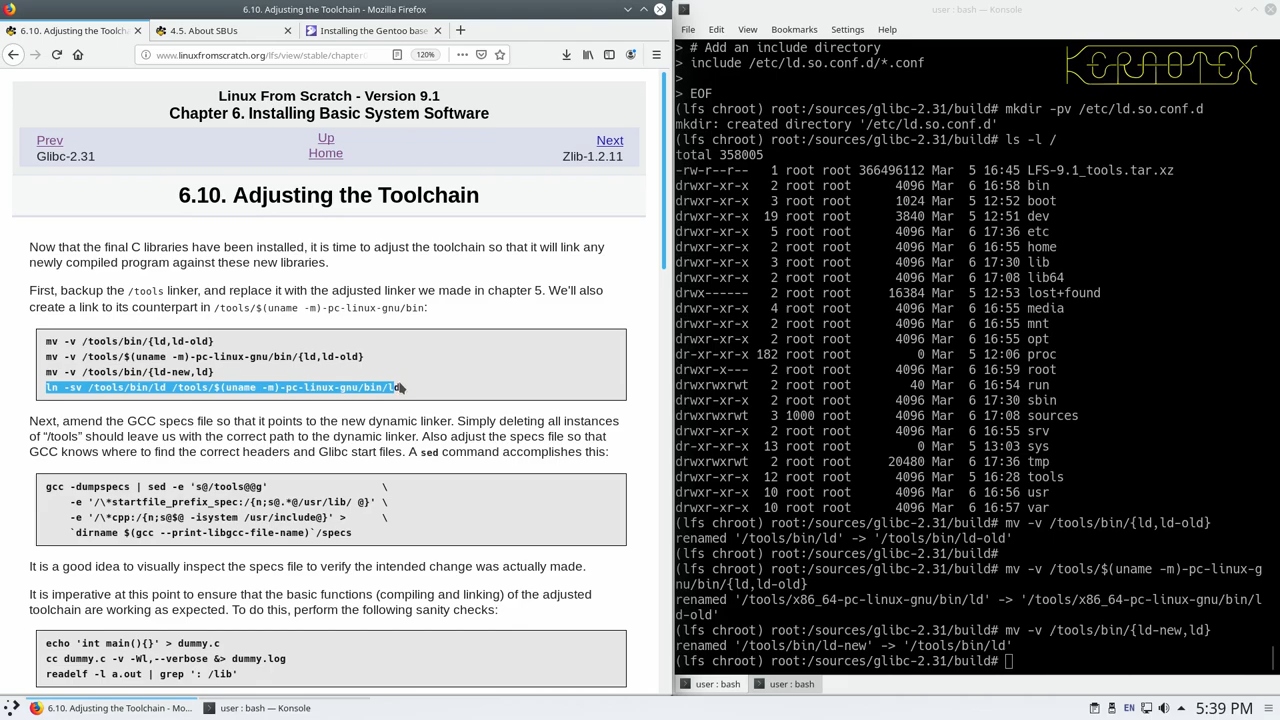 6.10. Adjusting the Toolchain - Mozilla Firefox
6.10. Adjusting the Toolch
4.5. About SBUs
Installing the Gentoo base
www.linuxfromscratch.org/lfs/view/stable/chapter
120%
Linux From Scratch - Version 9.1
Chapter 6. Installing Basic System Software
Prev
Up
Next
Glibc-2.31
Home
Zlib-1.2.11
6.10. Adjusting the Toolchain
Now that the final C libraries have been installed, it is time to adjust the toolchain so that it will link any
newly compiled program against these new libraries.
First, backup the /tools linker, and replace it with the adjusted linker we made in chapter 5. We'll also
create a link to its counterpart in /tools/$(uname -m)-pc-linux-gnu/bin:
mv -v /tools/bin/{ld,ld-old}
mv -v /tools/$(uname -m)-pc-linux-gnu/bin/{ld,ld-old}
mv -v /tools/bin/{ld-new,ld}
ln -sv /tools/bin/ld /tools/$(uname -m)-pc-linux-gnu/bin/ld
Next, amend the GCC specs file so that it points to the new dynamic linker. Simply deleting all instances
of “/tools” should leave us with the correct path to the dynamic linker. Also adjust the specs file so that
GCC knows where to find the correct headers and Glibc start files. A sed command accomplishes this:
gcc -dumpspecs | sed -e 's@/tools@@g' \
-e '/\*startfile_prefix_spec:/{n;s@.*@/usr/lib/ @}' \
-e '/\*cpp:/{n;s@$@ -isystem /usr/include@}' > \
`dirname $(gcc --print-libgcc-file-name)`/specs
It is a good idea to visually inspect the specs file to verify the intended change was actually made.
It is imperative at this point to ensure that the basic functions (compiling and linking) of the adjusted
toolchain are working as expected. To do this, perform the following sanity checks:
echo 'int main(){}' > dummy.c
cc dummy.c -v -Wl,--verbose &> dummy.log
readelf -l a.out | grep ': /lib'
user : bash — Konsole
File Edit View Bookmarks Settings Help
> # Add an include directory
> include /etc/ld.so.conf.d/*.conf
>
> EOF
(lfs chroot) root:/sources/glibc-2.31/build# mkdir -pv /etc/ld.so.conf.d
mkdir: created directory '/etc/ld.so.conf.d'
(lfs chroot) root:/sources/glibc-2.31/build# ls -l /
total 358005
-rw-r--r-- 1 root root 366496112 Mar 5 16:45 LFS-9.1_tools.tar.xz
drwxr-xr-x 2 root root 4096 Mar 6 16:58 bin
drwxr-xr-x 3 root root 1024 Mar 5 12:52 boot
drwxr-xr-x 19 root root 3840 Mar 5 12:51 dev
drwxr-xr-x 5 root root 4096 Mar 6 17:36 etc
drwxr-xr-x 2 root root 4096 Mar 6 16:55 home
drwxr-xr-x 3 root root 4096 Mar 6 17:30 lib
drwxr-xr-x 2 root root 4096 Mar 6 17:08 lib64
drwx------ 2 root root 16384 Mar 5 12:53 lost+found
drwxr-xr-x 4 root root 4096 Mar 6 16:55 media
drwxr-xr-x 2 root root 4096 Mar 6 16:55 mnt
drwxr-xr-x 2 root root 4096 Mar 6 16:55 opt
dr-xr-xr-x 182 root root 0 Mar 5 12:06 proc
drwxr-x--- 2 root root 4096 Mar 6 16:59 root
drwxrwxrwt 2 root root 40 Mar 6 16:54 run
drwxr-xr-x 2 root root 4096 Mar 6 17:30 sbin
drwxrwxrwt 3 1000 root 4096 Mar 6 17:08 sources
drwxr-xr-x 2 root root 4096 Mar 6 16:55 srv
dr-xr-xr-x 13 root root 0 Mar 5 13:03 sys
drwxrwxrwt 2 root root 20480 Mar 6 17:36 tmp
drwxr-xr-x 12 root root 4096 Mar 6 16:28 tools
drwxr-xr-x 10 root root 4096 Mar 6 16:56 usr
drwxr-xr-x 10 root root 4096 Mar 6 16:57 var
(lfs chroot) root:/sources/glibc-2.31/build# mv -v /tools/bin/{ld,ld-old}
renamed '/tools/bin/ld' -> '/tools/bin/ld-old'
(lfs chroot) root:/sources/glibc-2.31/build#
(lfs chroot) root:/sources/glibc-2.31/build# mv -v /tools/$(uname -m)-pc-linux-g
nu/bin/{ld,ld-old}
renamed '/tools/x86_64-pc-linux-gnu/bin/ld' -> '/tools/x86_64-pc-linux-gnu/bin/l
d-old'
(lfs chroot) root:/sources/glibc-2.31/build# mv -v /tools/bin/{ld-new,ld}
renamed '/tools/bin/ld-new' -> '/tools/bin/ld'
(lfs chroot) root:/sources/glibc-2.31/build#
user : bash
user : bash
6.10. Adjusting the Toolchain - Mo...
user : bash — Konsole
EN
5:39 PM